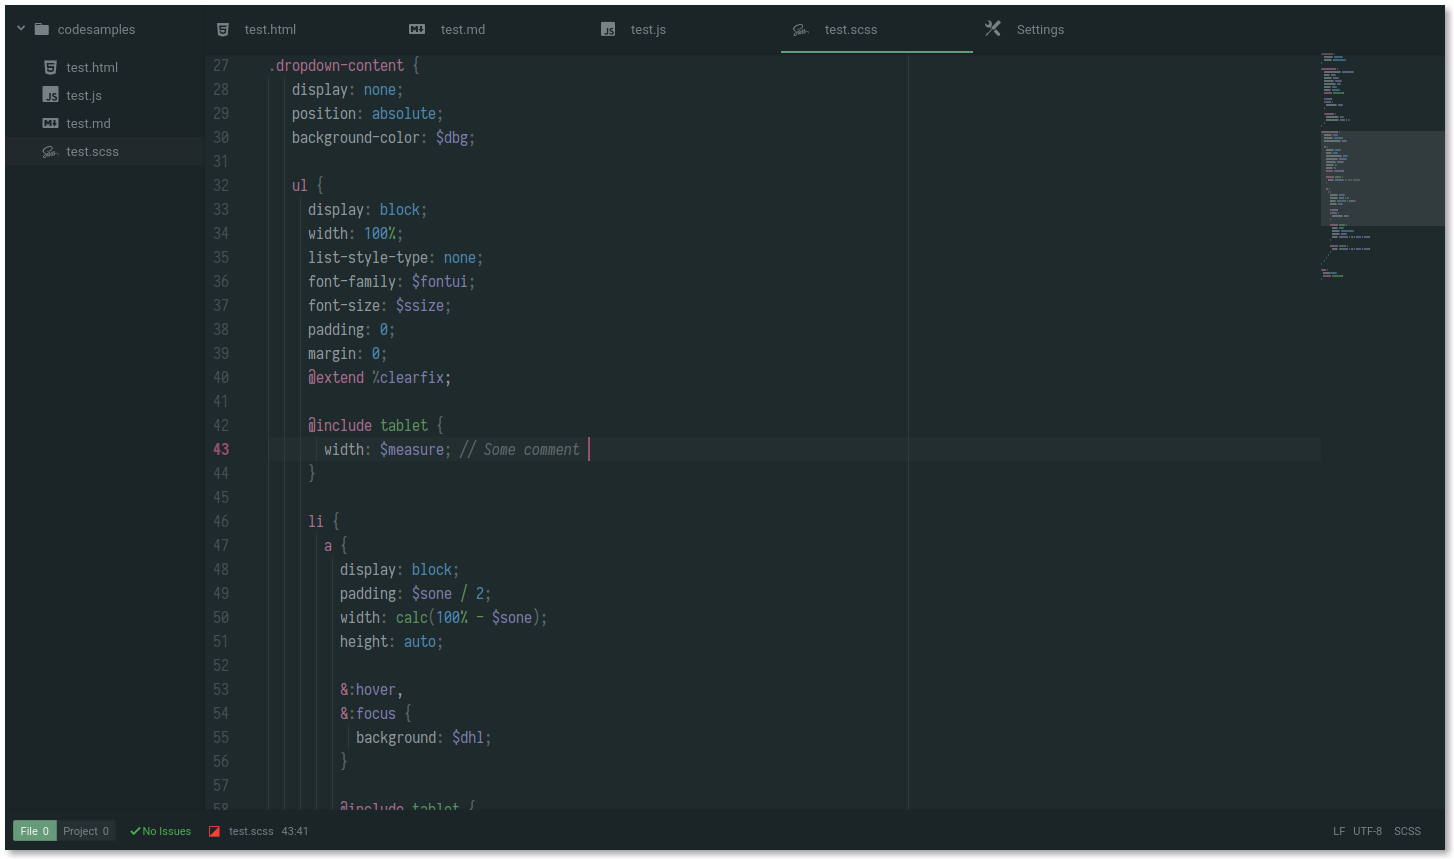 codesamples
test.html
test.js
test.md
test.scss
test.html test.md test.js test.scss Settings
27 .dropdown-content {
28 display: none;
29 position: absolute;
30 background-color: $dbg;
31
32 ul {
33 display: block;
34 width: 100%;
35 list-style-type: none;
36 font-family: $fontui;
37 font-size: $ssize;
38 padding: 0;
39 margin: 0;
40 @extend %clearfix;
41
42 @include tablet {
43 width: $measure; // Some comment
44 }
45
46 li {
47 a {
48 display: block;
49 padding: $sone / 2;
50 width: calc(100% - $sone);
51 height: auto;
52
53 &:hover,
54 &:focus {
55 background: $dhl;
56 }
57
58 @include tablet {
File 0 Project 0 No Issues test.scss 43:41 LF UTF-8 SCSS